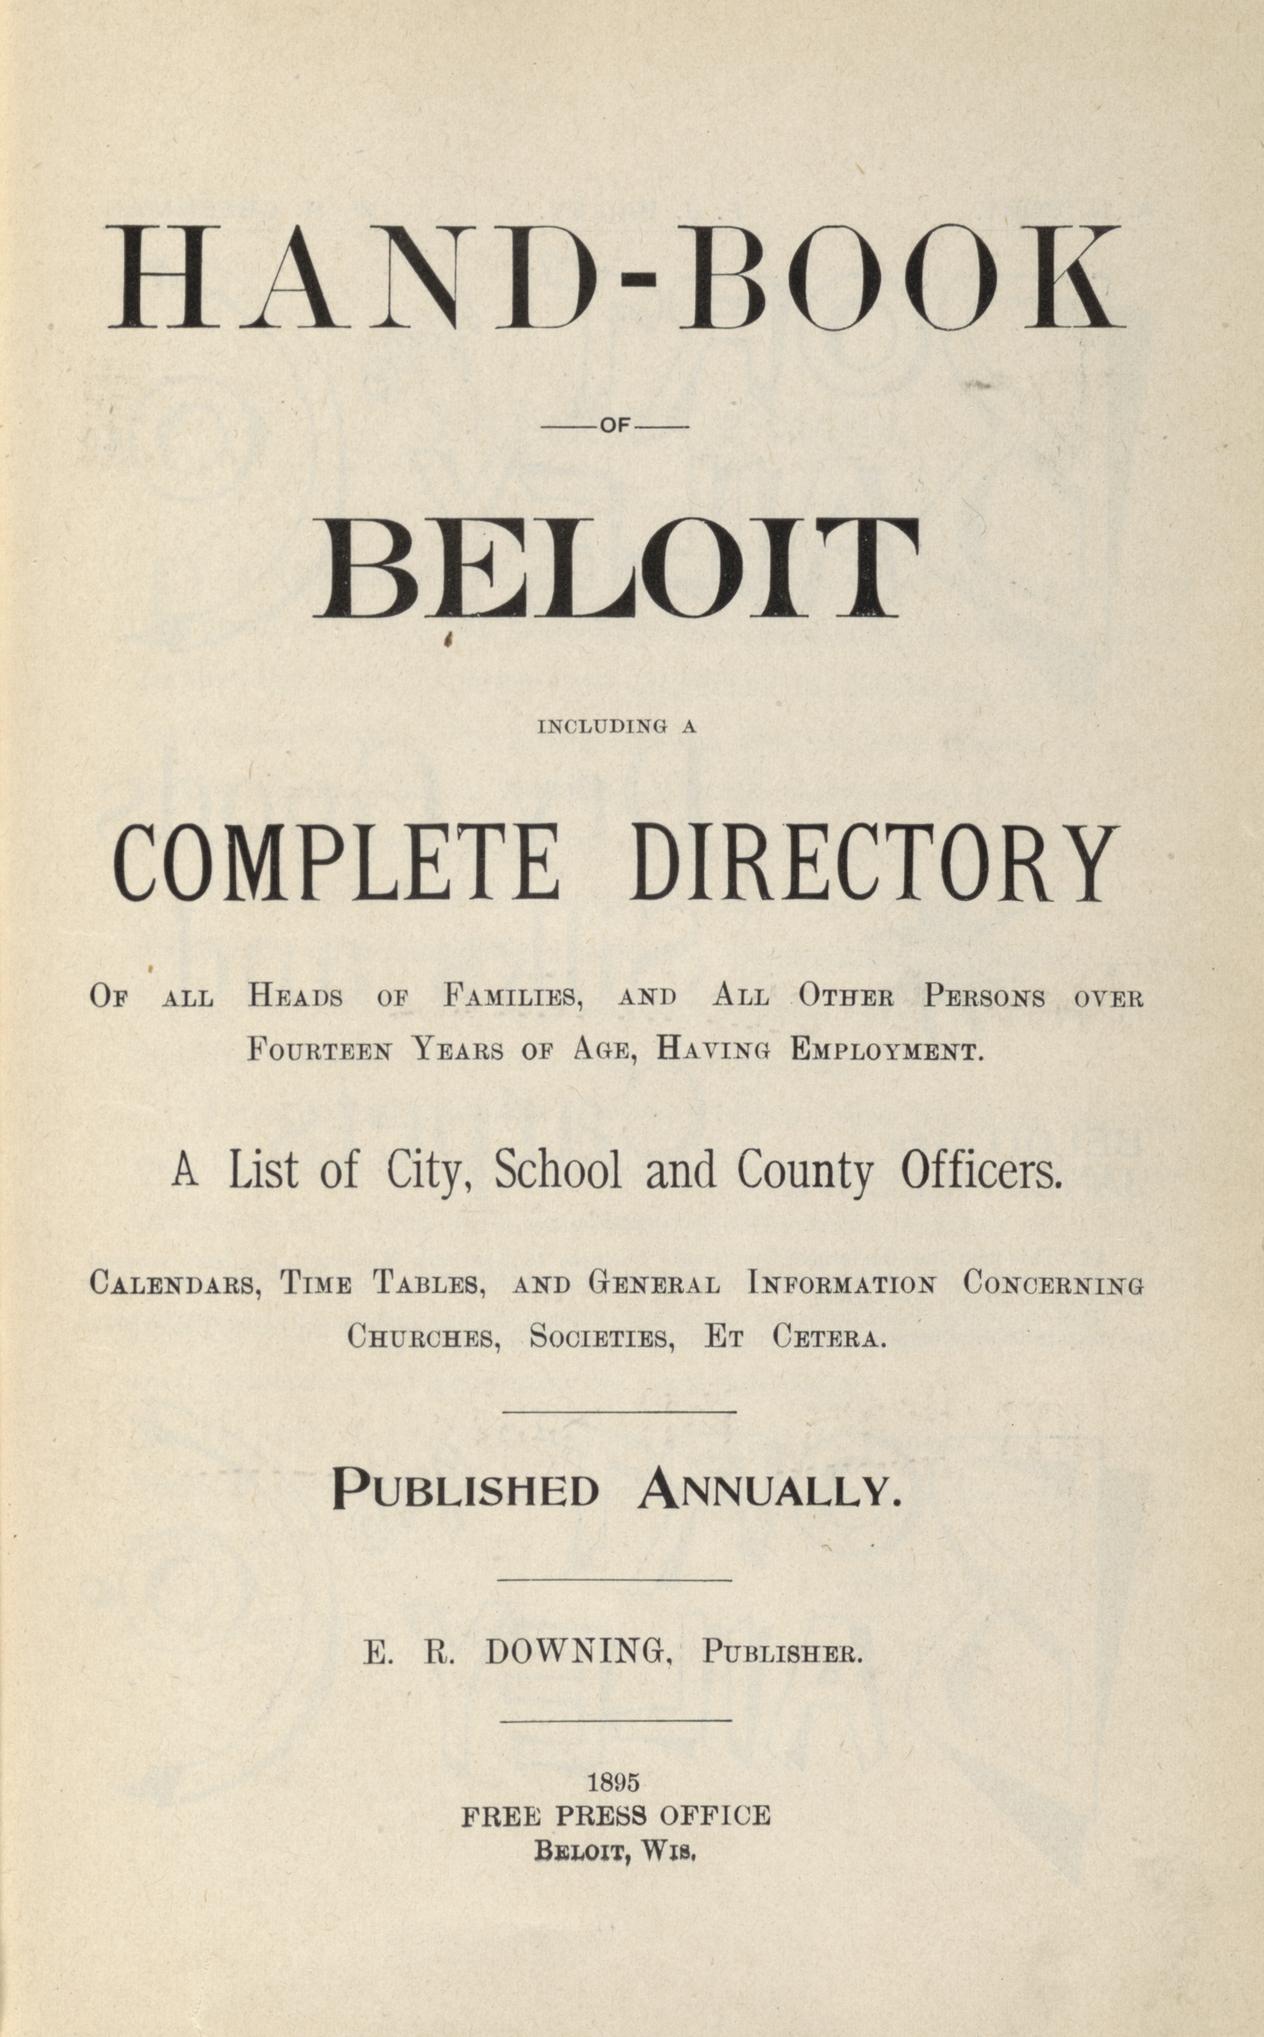 HAND-BOOK
—OF—
BELOIT
INCLUDING A
COMPLETE DIRECTORY
OF ALL HEADS OF FAMILIES, AND ALL OTHER PERSONS OVER
FOURTEEN YEARS OF AGE, HAVING EMPLOYMENT.
A List of City, School and County Officers.
CALENDARS, TIME TABLES, AND GENERAL INFORMATION CONCERNING
CHURCHES, SOCIETIES, ET CETERA.
PUBLISHED ANNUALLY.
E. R. DOWNING, PUBLISHER.
1895
FREE PRESS OFFICE
BELOIT, WIS.